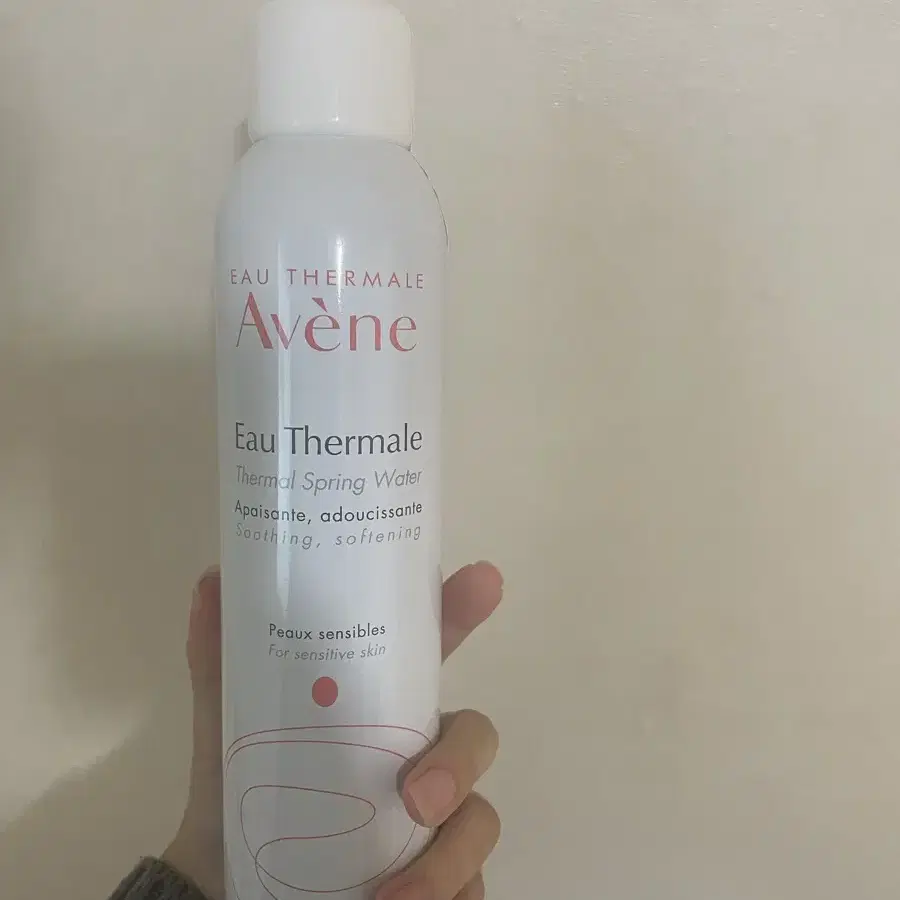 EAU THERMALE
Avène
Eau Thermale
Thermal Spring Water
Apaisante, adoucissante
Soothing, softening
Peaux sensibles
For sensitive skin